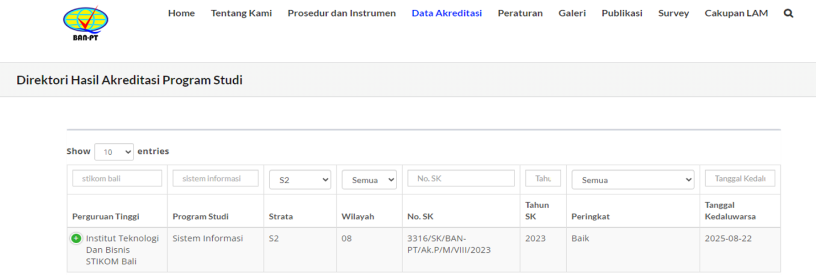 BAN-PT
Home Tentang Kami Prosedur dan Instrumen Data Akreditasi Peraturan Galeri Publikasi Survey Cakupan LAM
Direktori Hasil Akreditasi Program Studi
Show 10 entries
stikom bali sistem informasi S2 Semua No. SK Tahu Semua Tanggal Kedalu
Perguruan Tinggi Program Studi Strata Wilayah No. SK Tahun SK Peringkat Tanggal Kedaluwarsa
Institut Teknologi Sistem Informasi S2 08 3316/SK/BAN- 2023 Baik 2025-08-22
Dan Bisnis PT/Ak.P/M/VIII/2023
STIKOM Bali